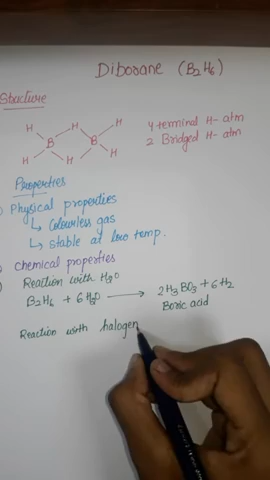 Diborane (B2H6)
Structure
H H H
B B
H H H
4 terminal H- atm
2 Bridged H- atm
Properties
Physical properties
↳ Colourless gas
↳ stable at low temp.
chemical properties
Reaction with H2O
B2H6 + 6H2O → 2H3BO3 + 6H2
Boric acid
Reaction with halogen